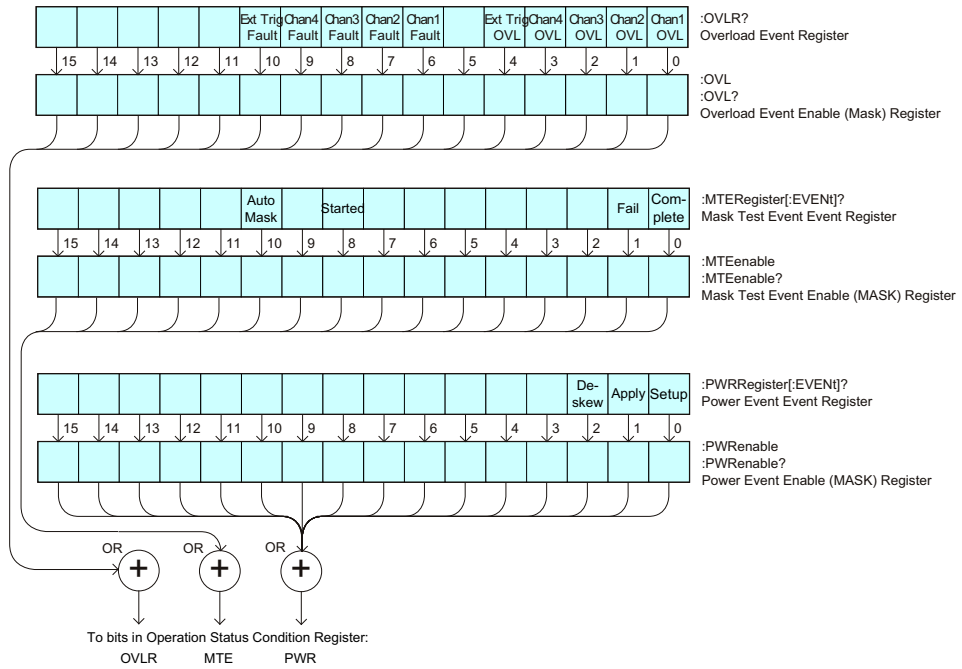 Ext Trig Chan4 Chan3 Chan2 Chan1 Ext Trig Chan4 Chan3 Chan2 Chan1
Fault Fault Fault Fault Fault OVL OVL OVL OVL OVL
:OVLR?
Overload Event Register
15 14 13 12 11 10 9 8 7 6 5 4 3 2 1 0
:OVL
:OVL?
Overload Event Enable (Mask) Register
Auto Mask
Started
Fail
Com-
plete
:MTERegister[:EVENt]?
Mask Test Event Event Register
15 14 13 12 11 10 9 8 7 6 5 4 3 2 1 0
:MTEenable
:MTEenable?
Mask Test Event Enable (MASK) Register
De-
skew
Apply
Setup
:PWRRegister[:EVENt]?
Power Event Event Register
15 14 13 12 11 10 9 8 7 6 5 4 3 2 1 0
:PWRenable
:PWRenable?
Power Event Enable (MASK) Register
OR OR OR
+ + +
To bits in Operation Status Condition Register:
OVLR MTE PWR